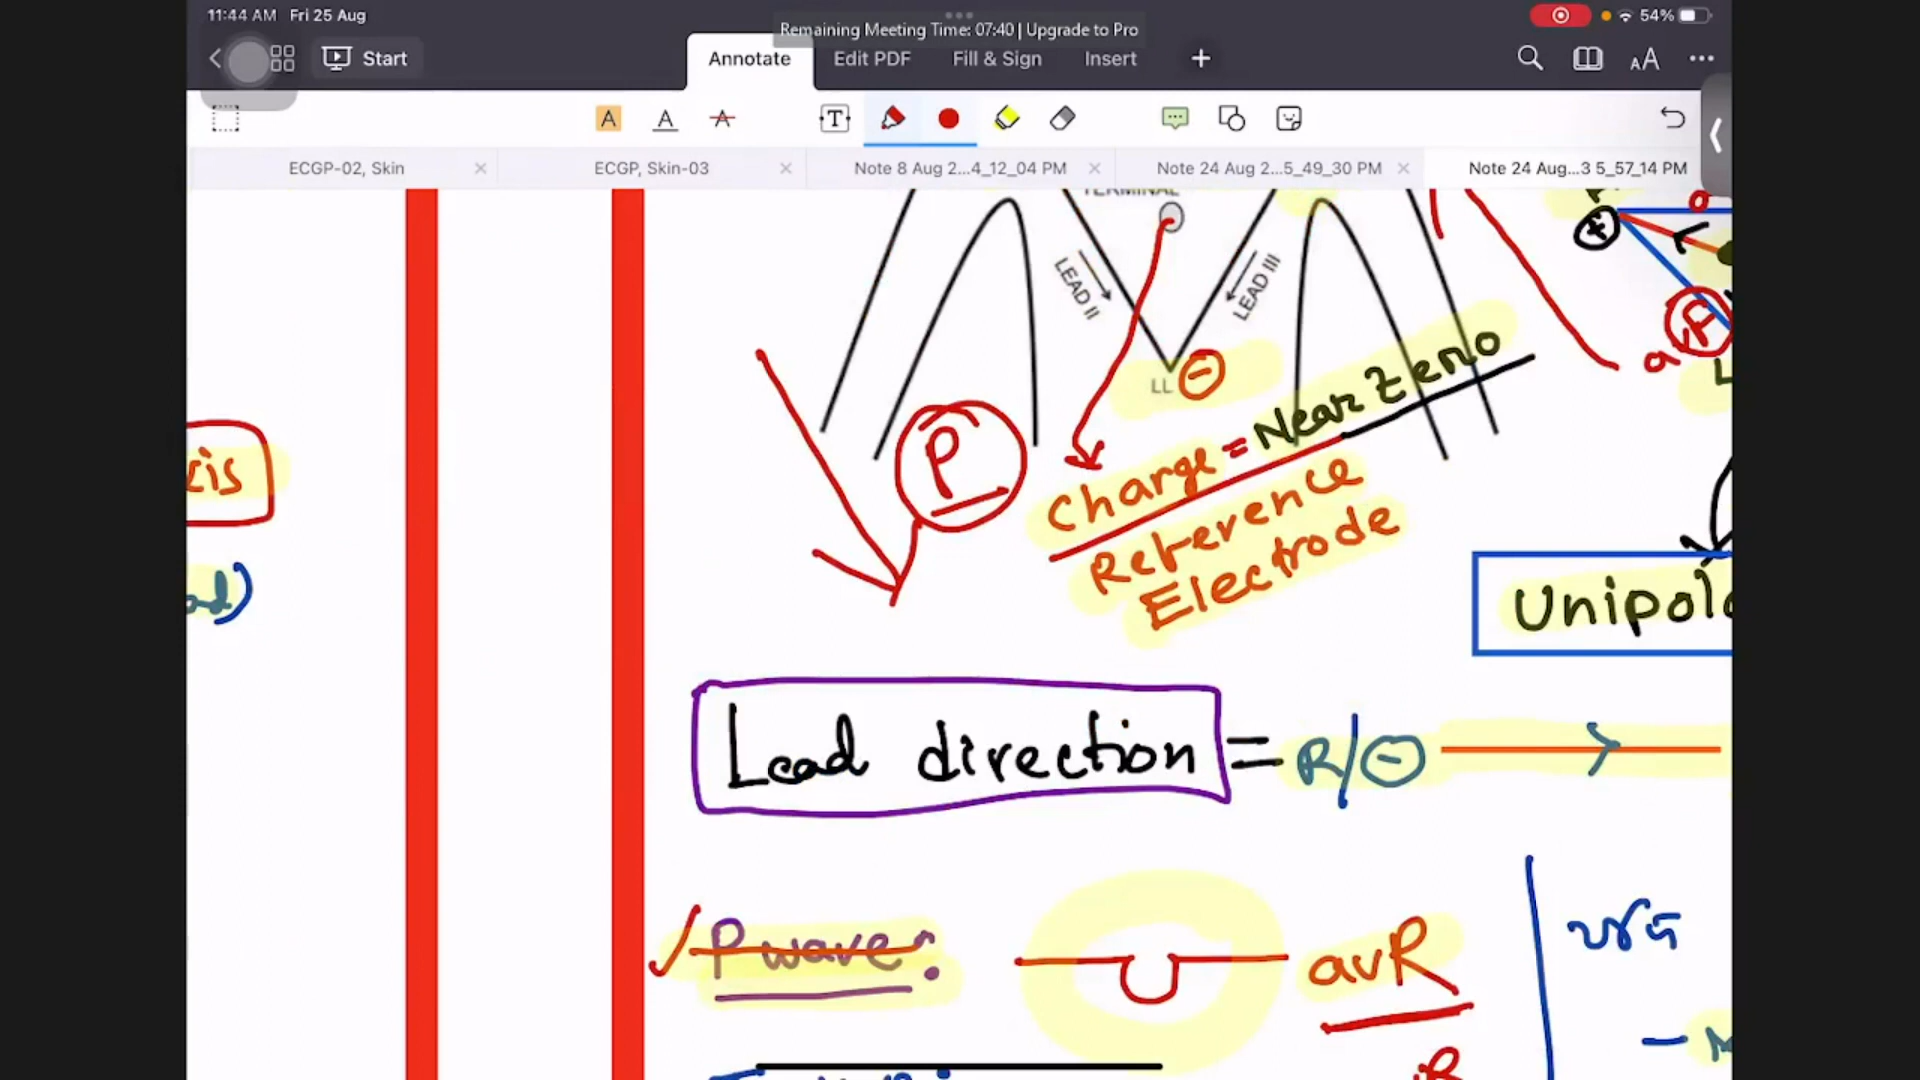 11:44 AM Fri 25 Aug
Remaining Meeting Time: 07:40 | Upgrade to Pro
54%
Start
Annotate
Edit PDF
Fill & Sign
Insert
ECGP-02, Skin
ECGP, Skin-03
Note 8 Aug 2...4_12_04 PM
Note 24 Aug 2...5_49_30 PM
Note 24 Aug...3 5_57_14 PM
TERMINAL
LEAD II
LEAD III
LL
P
Charge = Near Zero
Reference
Electrode
Unipol
Lead direction = R/⊖
P wave:
avR